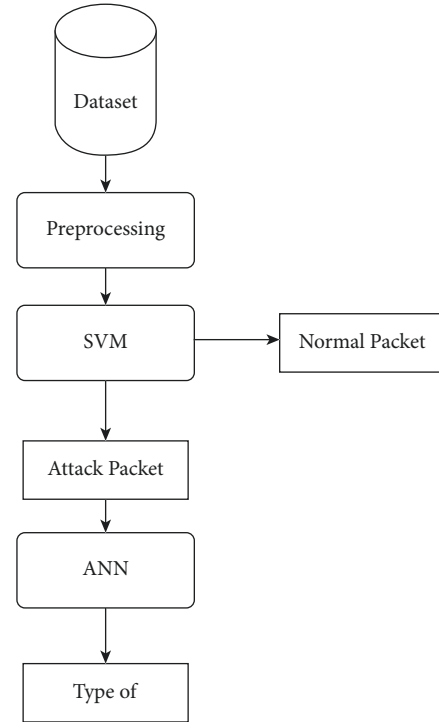 Dataset
Preprocessing
SVM
Normal Packet
Attack Packet
ANN
Type of